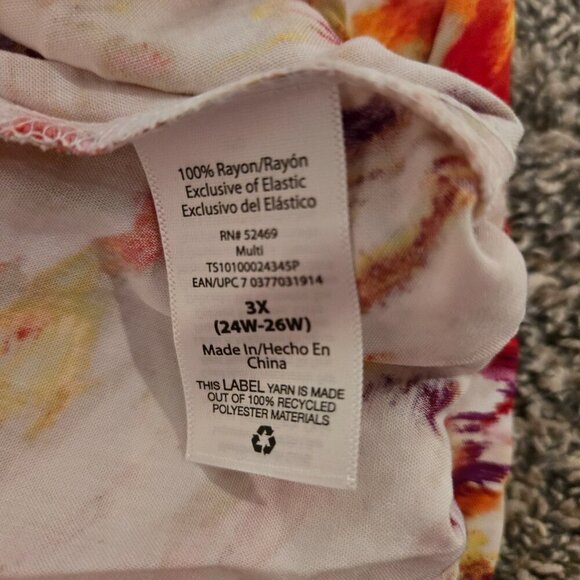 100% Rayon/Rayón
Exclusive of Elastic
Exclusivo del Elástico
RN# 52469
Multi
TS1010002434SP
EAN/UPC 7 0377031914
3X
(24W-26W)
Made In/Hecho En
China
THIS LABEL YARN IS MADE
OUT OF 100% RECYCLED
POLYESTER MATERIALS